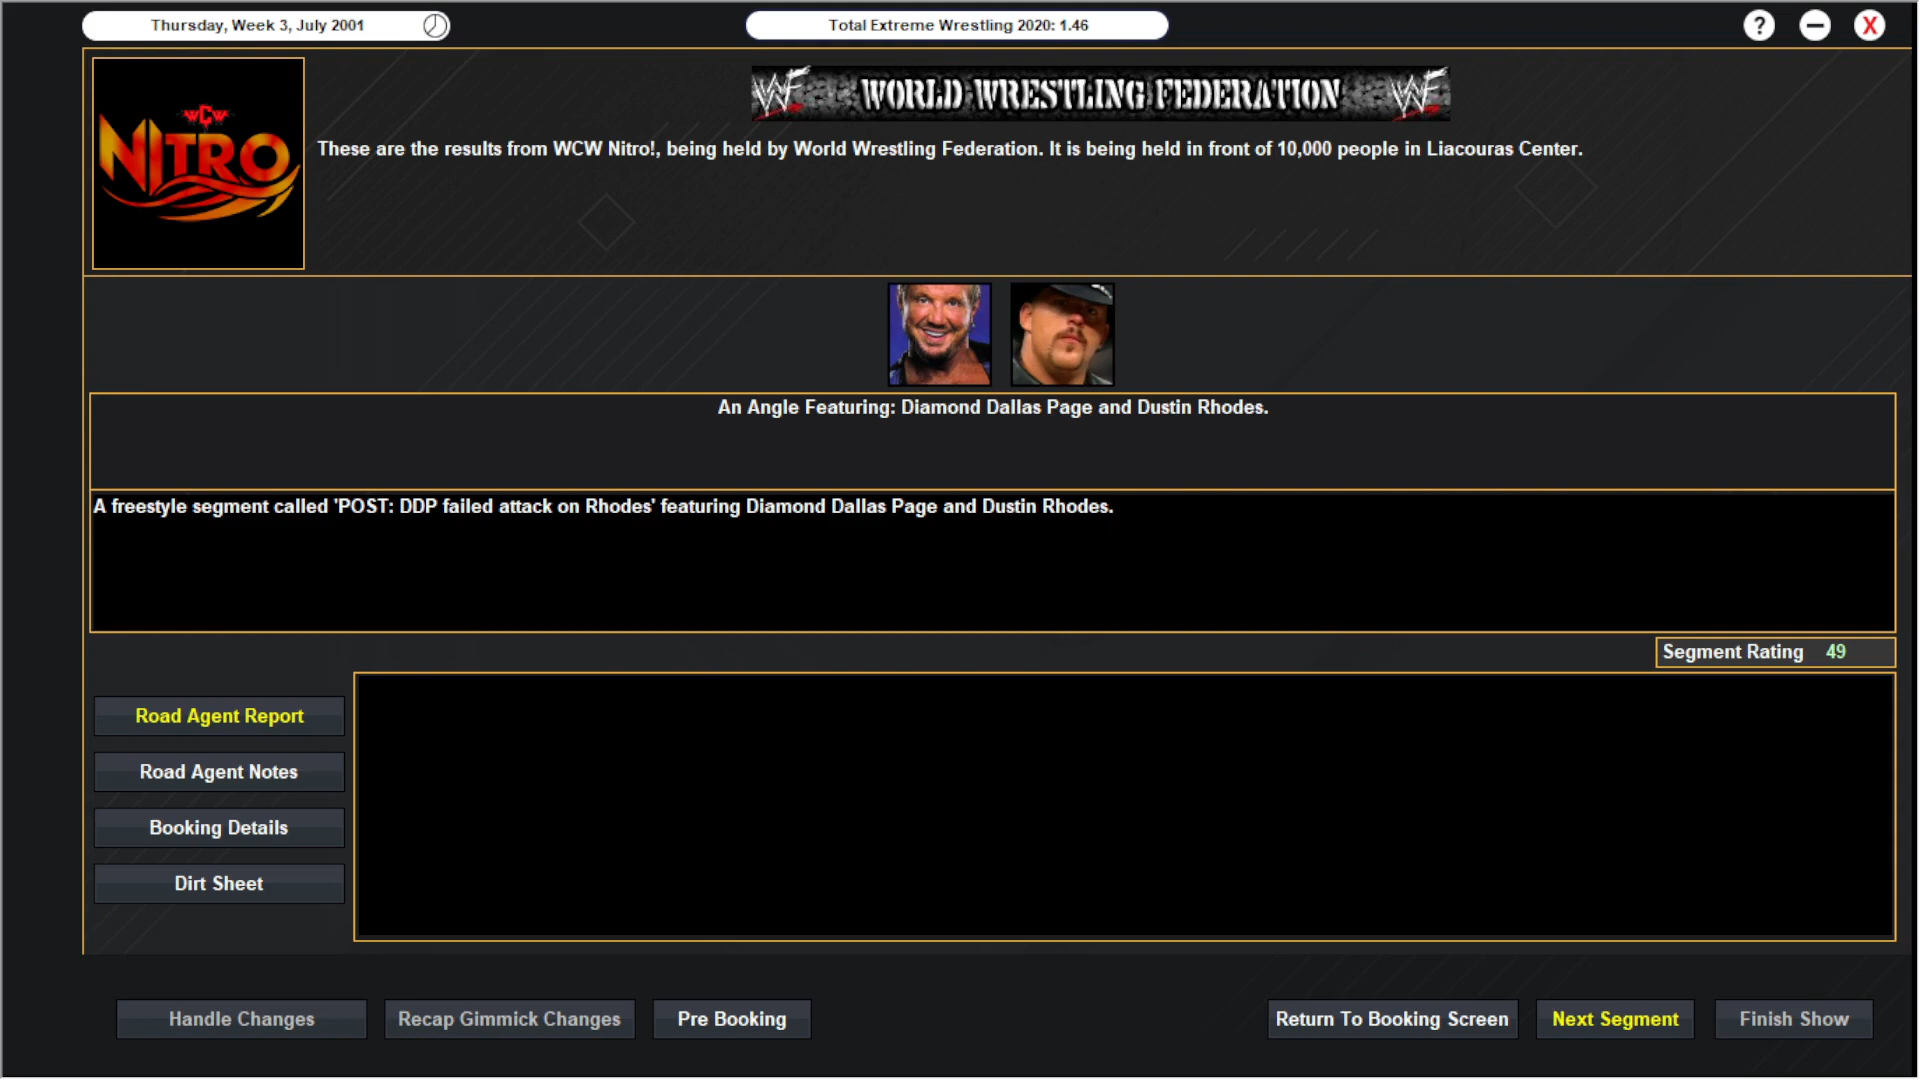 Thursday, Week 3, July 2001
Total Extreme Wrestling 2020: 1.46
?
X
WCW
NITRO
WF WORLD WRESTLING FEDERATION WF
These are the results from WCW Nitro!, being held by World Wrestling Federation. It is being held in front of 10,000 people in Liacouras Center.
An Angle Featuring: Diamond Dallas Page and Dustin Rhodes.
A freestyle segment called 'POST: DDP failed attack on Rhodes' featuring Diamond Dallas Page and Dustin Rhodes.
Segment Rating 49
Road Agent Report
Road Agent Notes
Booking Details
Dirt Sheet
Handle Changes
Recap Gimmick Changes
Pre Booking
Return To Booking Screen
Next Segment
Finish Show